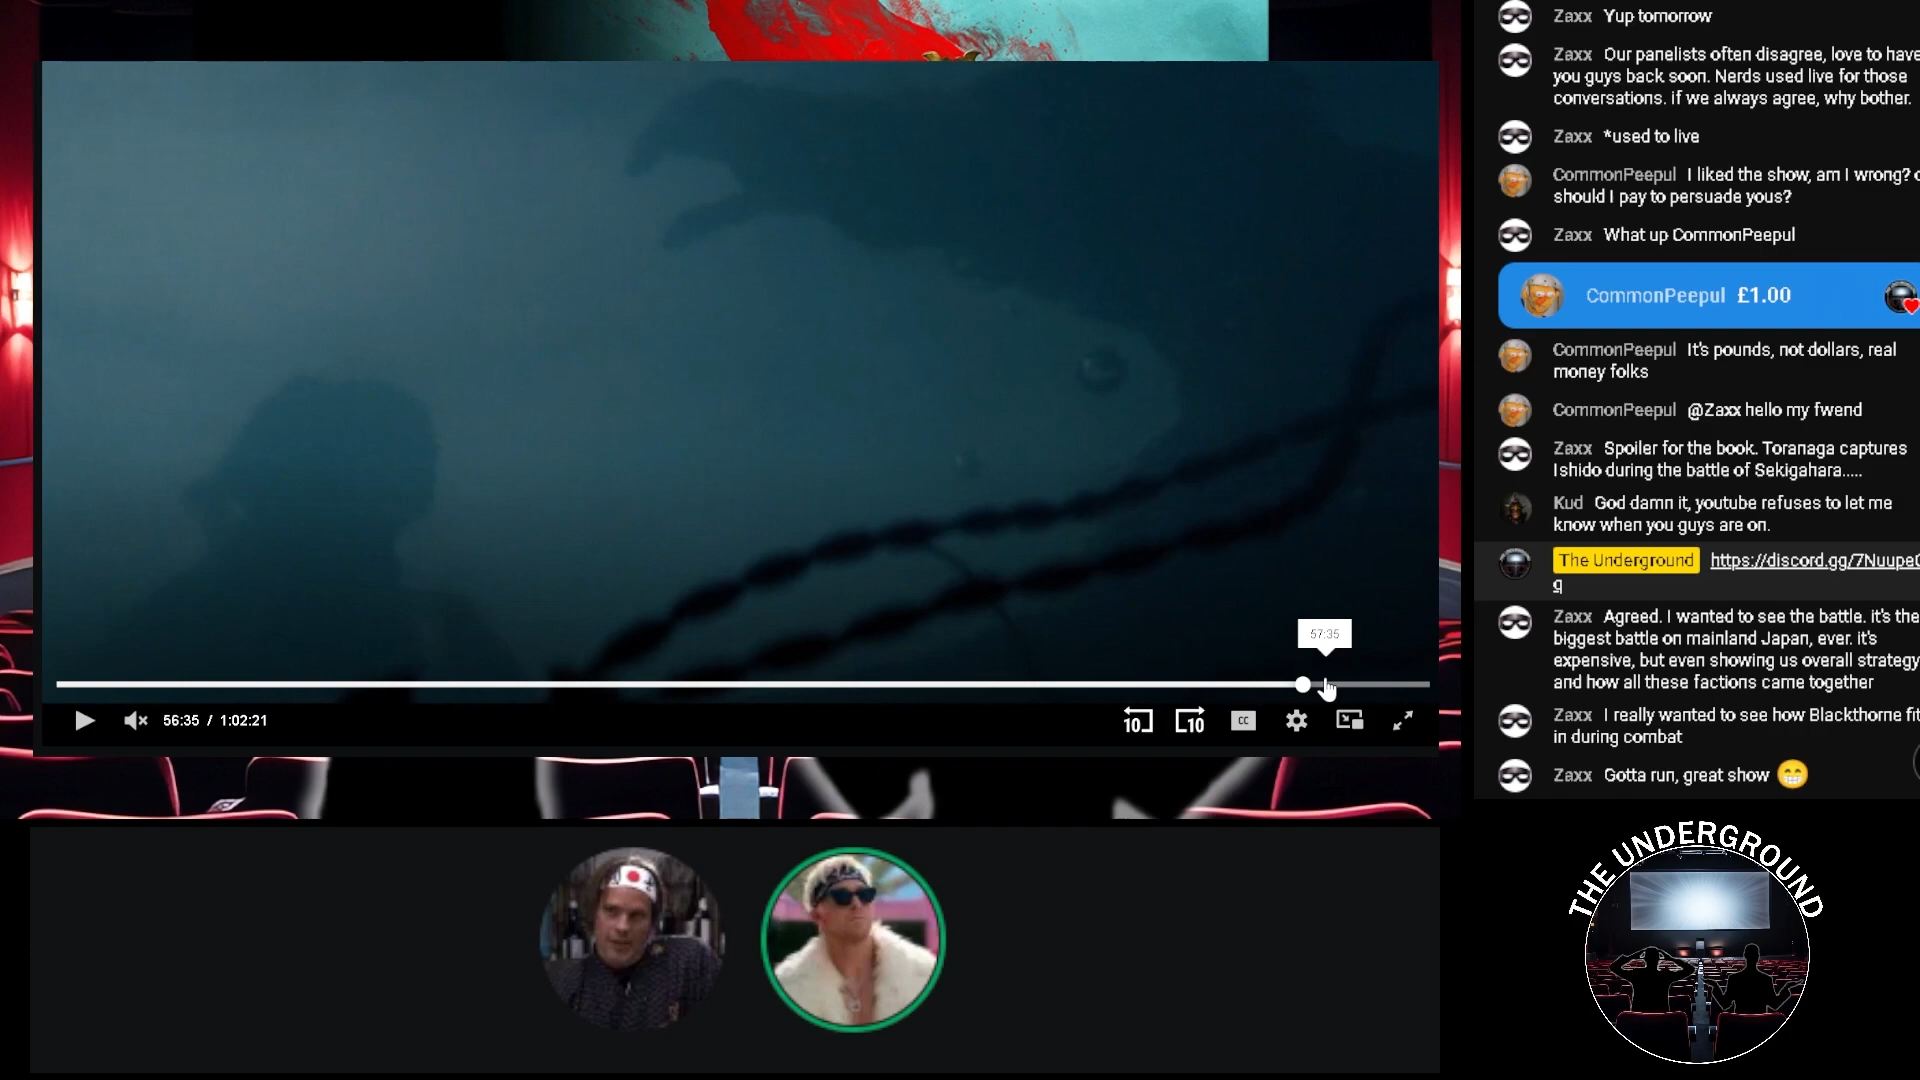 Zaxx Yup tomorrow
Zaxx Our panelists often disagree, love to have
you guys back soon. Nerds used live for those
conversations. if we always agree, why bother.
Zaxx *used to live
CommonPeepul I liked the show, am I wrong?
should I pay to persuade yous?
Zaxx What up CommonPeepul
CommonPeepul £1.00
CommonPeepul It's pounds, not dollars, real
money folks
CommonPeepul @Zaxx hello my fwend
Zaxx Spoiler for the book. Toranaga captures
Ishido during the battle of Sekigahara.....
Kud God damn it, youtube refuses to let me
know when you guys are on.
The Underground
g
Zaxx Agreed. I wanted to see the battle. it's the
biggest battle on mainland Japan, ever. it's
expensive, but even showing us overall strategy
and how all these factions came together
Zaxx I really wanted to see how Blackthorne fit
in during combat
Zaxx Gotta run, great show
57:35
56:35 / 1:02:21
10
10
CC
THE UNDERGROUND